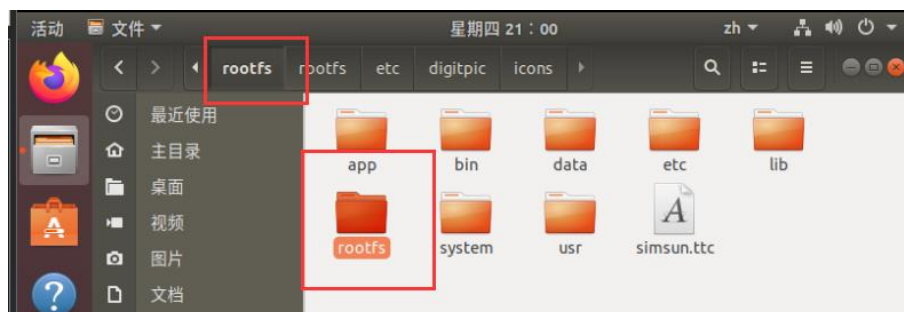 活动 文件 星期四 21：00 zh
rootfs rootfs etc digitpic icons
最近使用
主目录
桌面
视频
图片
文档
app bin data etc lib
rootfs system usr simsun.ttc